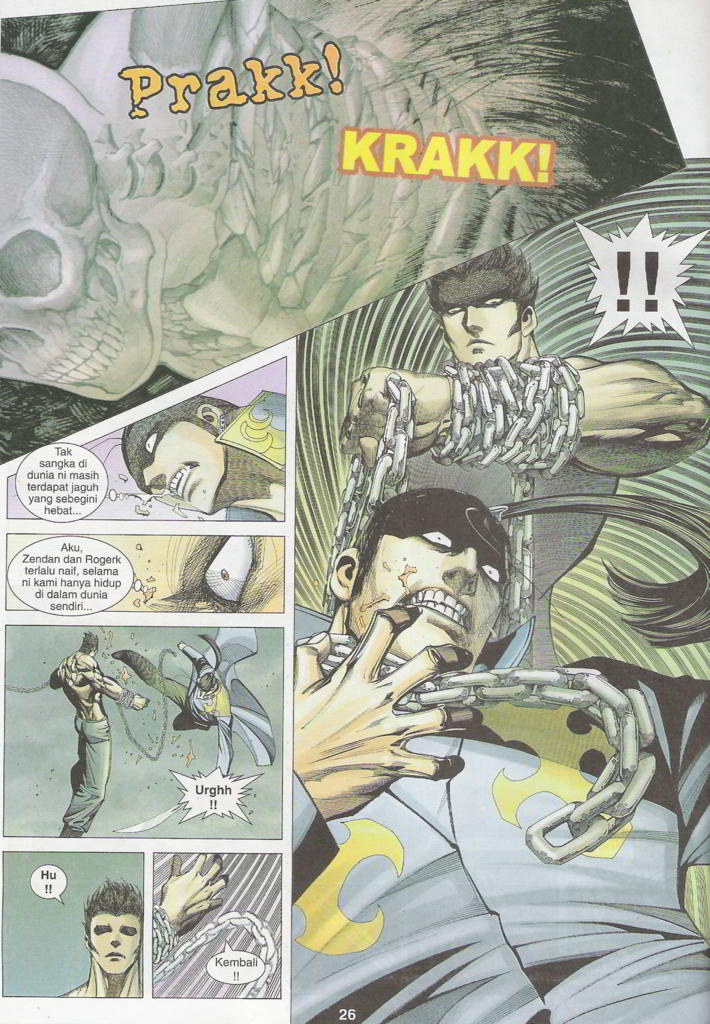 Prakk!
KRAKK!
!!
Tak
sangka di
dunia ni masih
terdapat jaguh
yang sebegini
hebat...
Aku,
Zendan dan Rogerk
terlalu naif, selama
ni kami hanya hidup
di dalam dunia
sendiri...
Urghh
!!
Hu
!!
Kembali
!!
26